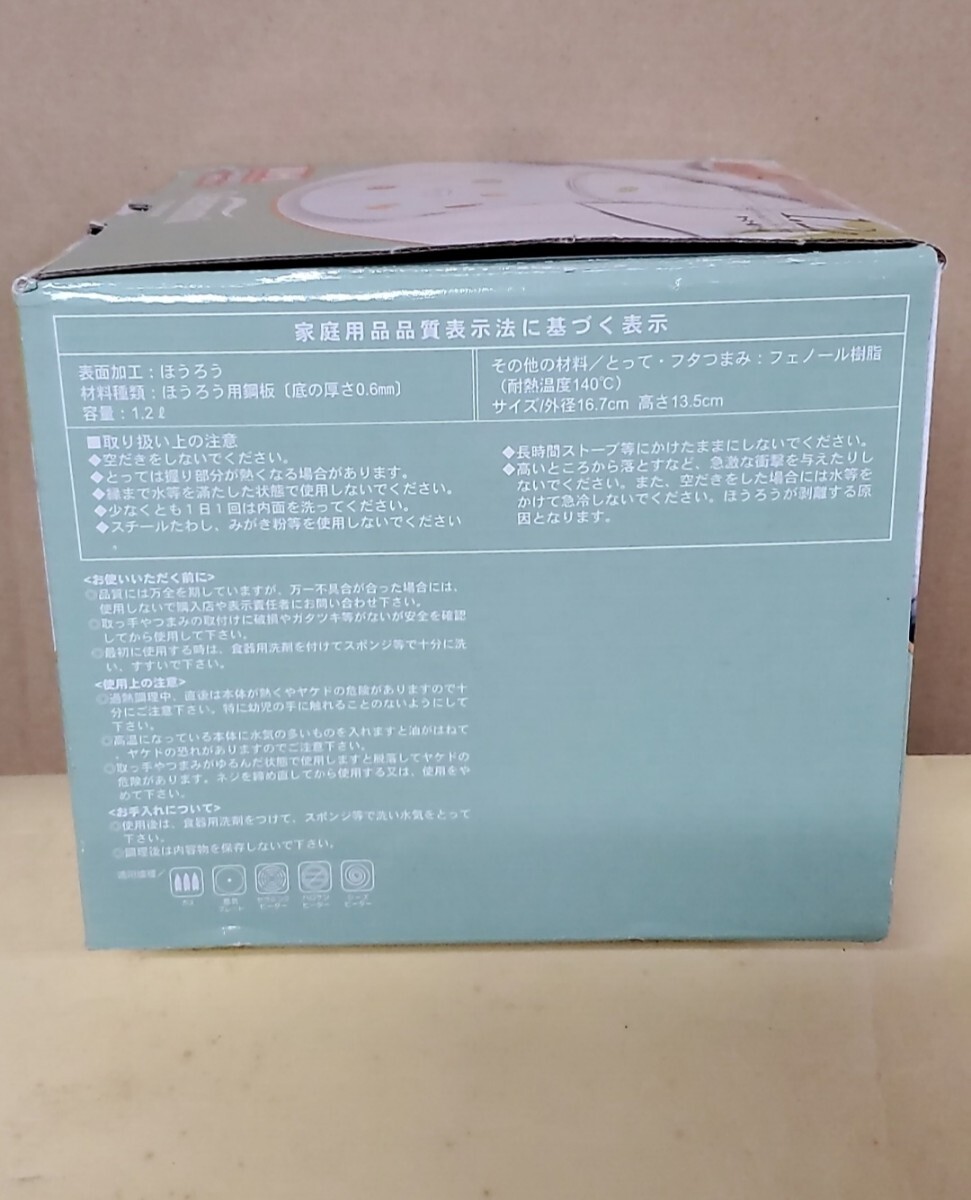 家庭用品品質表示法に基づく表示
表面加工：ほうろう
材料種類：ほうろう用鋼板〔底の厚さ0.6㎜〕
容量：1.2ℓ
その他の材料／とって・フタつまみ：フェノール樹脂
（耐熱温度140℃）
サイズ/外径16.7cm 高さ13.5cm
■取り扱い上の注意
◆空だきをしないでください。
◆とっては握り部分が熱くなる場合があります。
◆縁まで水等を満たした状態で使用しないでください。
◆少なくとも１日１回は内面を洗ってください。
◆スチールたわし、みがき粉等を使用しないでください
。
◆長時間ストーブ等にかけたままにしないでください。
◆高いところから落とすなど、急激な衝撃を与えたりし
ないでください。また、空だきをした場合には水等を
かけて急冷しないでください。ほうろうが剥離する原
因となります。
<お使いいただく前に>
◎品質には万全を期していますが、万一不具合が合った場合には、
使用しないで購入店や表示責任者にお問い合わせ下さい。
◎取っ手やつまみの取付けに破損やガタツキ等がないが安全を確認
してから使用して下さい。
◎最初に使用する時は、食器用洗剤を付けてスポンジ等で十分に洗
い、すすいで下さい。
<使用上の注意>
◎過熱調理中、直後は本体が熱くやヤケドの危険がありますので十
分にご注意下さい。特に幼児の手に触れることのないようにして
下さい。
◎高温になっている本体に水気の多いものを入れますと油がはねて
、ヤケドの恐れがありますのでご注意下さい。
◎取っ手やつまみがゆるんだ状態で使用しますと脱落してヤケドの
危険があります。ネジを締め直してから使用する又は、使用をや
めて下さい。
<お手入れについて>
◎使用後は、食器用洗剤をつけて、スポンジ等で洗い水気をとって
下さい。
◎調理後は内容物を保存しないで下さい。
適用熱種／
ガス
ヒーター
ハロゲン
ヒーター
シーズ
ヒーター